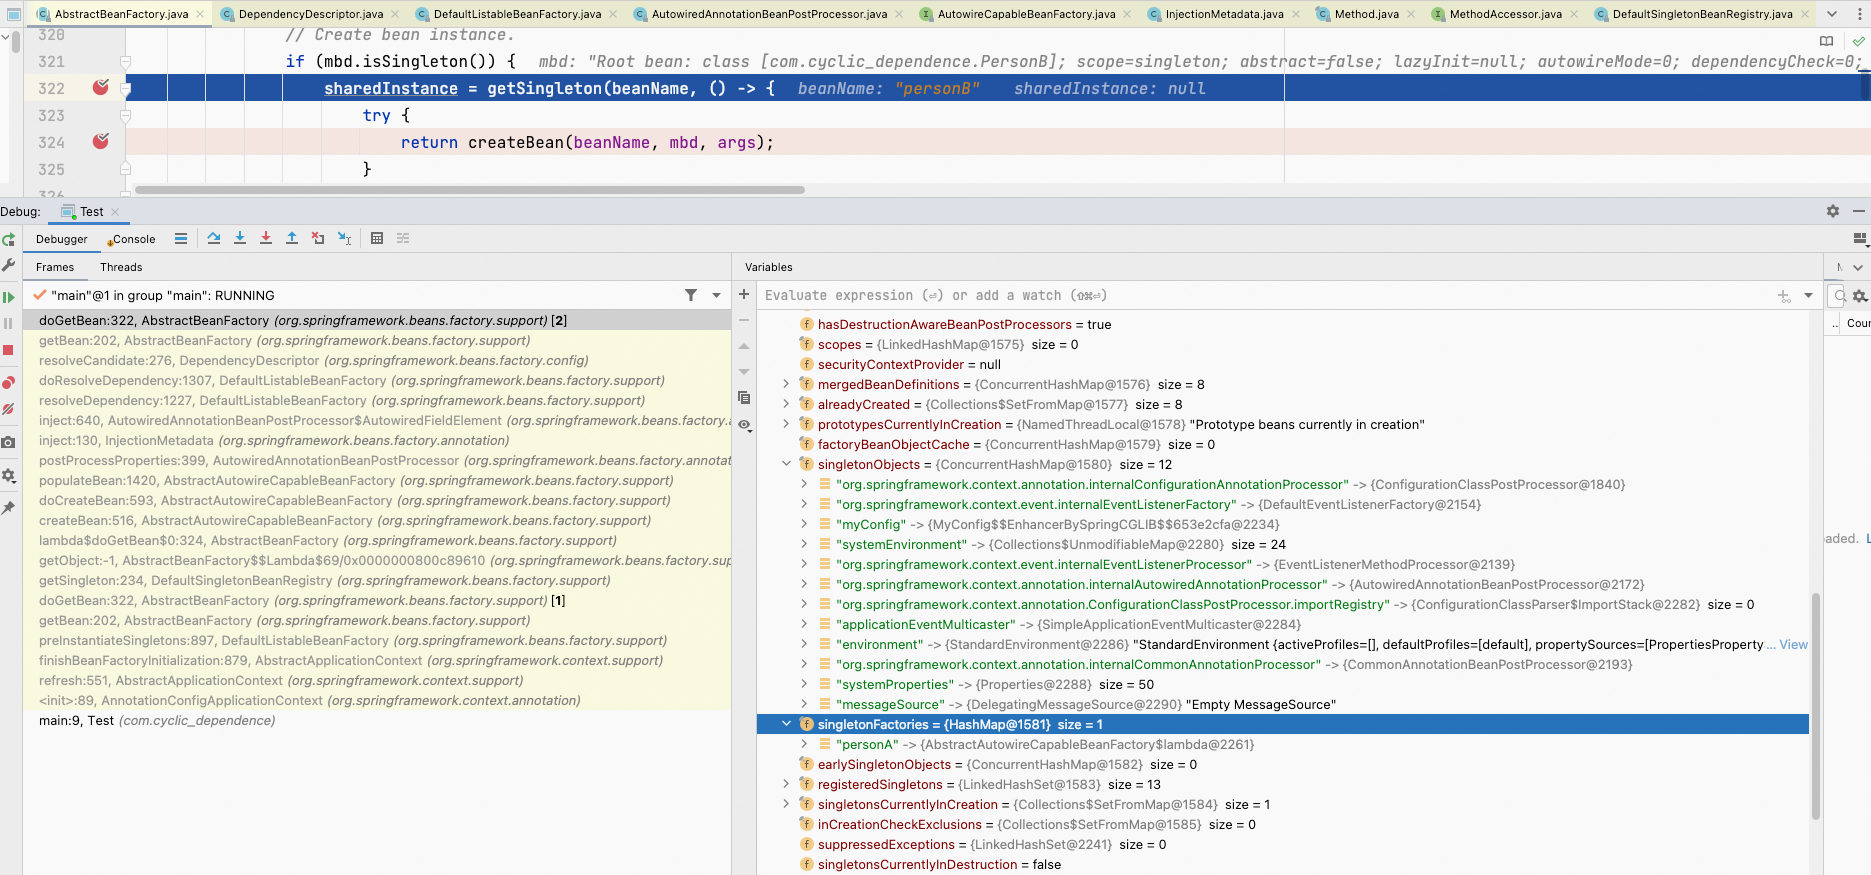 AbstractBeanFactory.java DependencyDescriptor.java DefaultListableBeanFactory.java AutowiredAnnotationBeanPostProcessor.java AutowireCapableBeanFactory.java InjectionMetadata.java Method.java MethodAccessor.java DefaultSingletonBeanRegistry.java
320 // Create bean instance.
321 if (mbd.isSingleton()) { mbd: "Root bean: class [com.cyclic_dependence.PersonB]; scope=singleton; abstract=false; lazyInit=null; autowireMode=0; dependencyCheck=0;
322 sharedInstance = getSingleton(beanName, () -> { beanName: "personB" sharedInstance: null
323 try {
324 return createBean(beanName, mbd, args);
325 }
326
Debug: Test
Debugger Console
Frames Threads
"main"@1 in group "main": RUNNING
doGetBean:322, AbstractBeanFactory (org.springframework.beans.factory.support) [2]
getBean:202, AbstractBeanFactory (org.springframework.beans.factory.support)
resolveCandidate:276, DependencyDescriptor (org.springframework.beans.factory.config)
doResolveDependency:1307, DefaultListableBeanFactory (org.springframework.beans.factory.support)
resolveDependency:1227, DefaultListableBeanFactory (org.springframework.beans.factory.support)
inject:640, AutowiredAnnotationBeanPostProcessor$AutowiredFieldElement (org.springframework.beans.factory.a
inject:130, InjectionMetadata (org.springframework.beans.factory.annotation)
postProcessProperties:399, AutowiredAnnotationBeanPostProcessor (org.springframework.beans.factory.annotat
populateBean:1420, AbstractAutowireCapableBeanFactory (org.springframework.beans.factory.support)
doCreateBean:593, AbstractAutowireCapableBeanFactory (org.springframework.beans.factory.support)
createBean:516, AbstractAutowireCapableBeanFactory (org.springframework.beans.factory.support)
lambda$doGetBean$0:324, AbstractBeanFactory (org.springframework.beans.factory.support)
getObject:-1, AbstractBeanFactory$$Lambda$69/0x0000000800c89610 (org.springframework.beans.factory.sup
getSingleton:234, DefaultSingletonBeanRegistry (org.springframework.beans.factory.support)
doGetBean:322, AbstractBeanFactory (org.springframework.beans.factory.support) [1]
getBean:202, AbstractBeanFactory (org.springframework.beans.factory.support)
preInstantiateSingletons:897, DefaultListableBeanFactory (org.springframework.beans.factory.support)
finishBeanFactoryInitialization:879, AbstractApplicationContext (org.springframework.context.support)
refresh:551, AbstractApplicationContext (org.springframework.context.support)
<init>:89, AnnotationConfigApplicationContext (org.springframework.context.annotation)
main:9, Test (com.cyclic_dependence)
Variables
Evaluate expression (⏎) or add a watch (⇧⌘⏎)
hasDestructionAwareBeanPostProcessors = true
scopes = {LinkedHashMap@1575} size = 0
securityContextProvider = null
mergedBeanDefinitions = {ConcurrentHashMap@1576} size = 8
alreadyCreated = {Collections$SetFromMap@1577} size = 8
prototypesCurrentlyInCreation = {NamedThreadLocal@1578} "Prototype beans currently in creation"
factoryBeanObjectCache = {ConcurrentHashMap@1579} size = 0
singletonObjects = {ConcurrentHashMap@1580} size = 12
"org.springframework.context.annotation.internalConfigurationAnnotationProcessor" -> {ConfigurationClassPostProcessor@1840}
"org.springframework.context.event.internalEventListenerFactory" -> {DefaultEventListenerFactory@2154}
"myConfig" -> {MyConfig$$EnhancerBySpringCGLIB$$653e2cfa@2234}
"systemEnvironment" -> {Collections$UnmodifiableMap@2280} size = 24
"org.springframework.context.event.internalEventListenerProcessor" -> {EventListenerMethodProcessor@2139}
"org.springframework.context.annotation.internalAutowiredAnnotationProcessor" -> {AutowiredAnnotationBeanPostProcessor@2172}
"org.springframework.context.annotation.ConfigurationClassPostProcessor.importRegistry" -> {ConfigurationClassParser$ImportStack@2282} size = 0
"applicationEventMulticaster" -> {SimpleApplicationEventMulticaster@2284}
"environment" -> {StandardEnvironment@2286} "StandardEnvironment {activeProfiles=[], defaultProfiles=[default], propertySources=[PropertiesProperty ... View
"org.springframework.context.annotation.internalCommonAnnotationProcessor" -> {CommonAnnotationBeanPostProcessor@2193}
"systemProperties" -> {Properties@2288} size = 50
"messageSource" -> {DelegatingMessageSource@2290} "Empty MessageSource"
singletonFactories = {HashMap@1581} size = 1
"personA" -> {AbstractAutowireCapableBeanFactory$lambda@2261}
earlySingletonObjects = {ConcurrentHashMap@1582} size = 0
registeredSingletons = {LinkedHashSet@1583} size = 13
singletonsCurrentlyInCreation = {Collections$SetFromMap@1584} size = 1
inCreationCheckExclusions = {Collections$SetFromMap@1585} size = 0
suppressedExceptions = {LinkedHashSet@2241} size = 0
singletonsCurrentlyInDestruction = false
.. Cour
aded. L